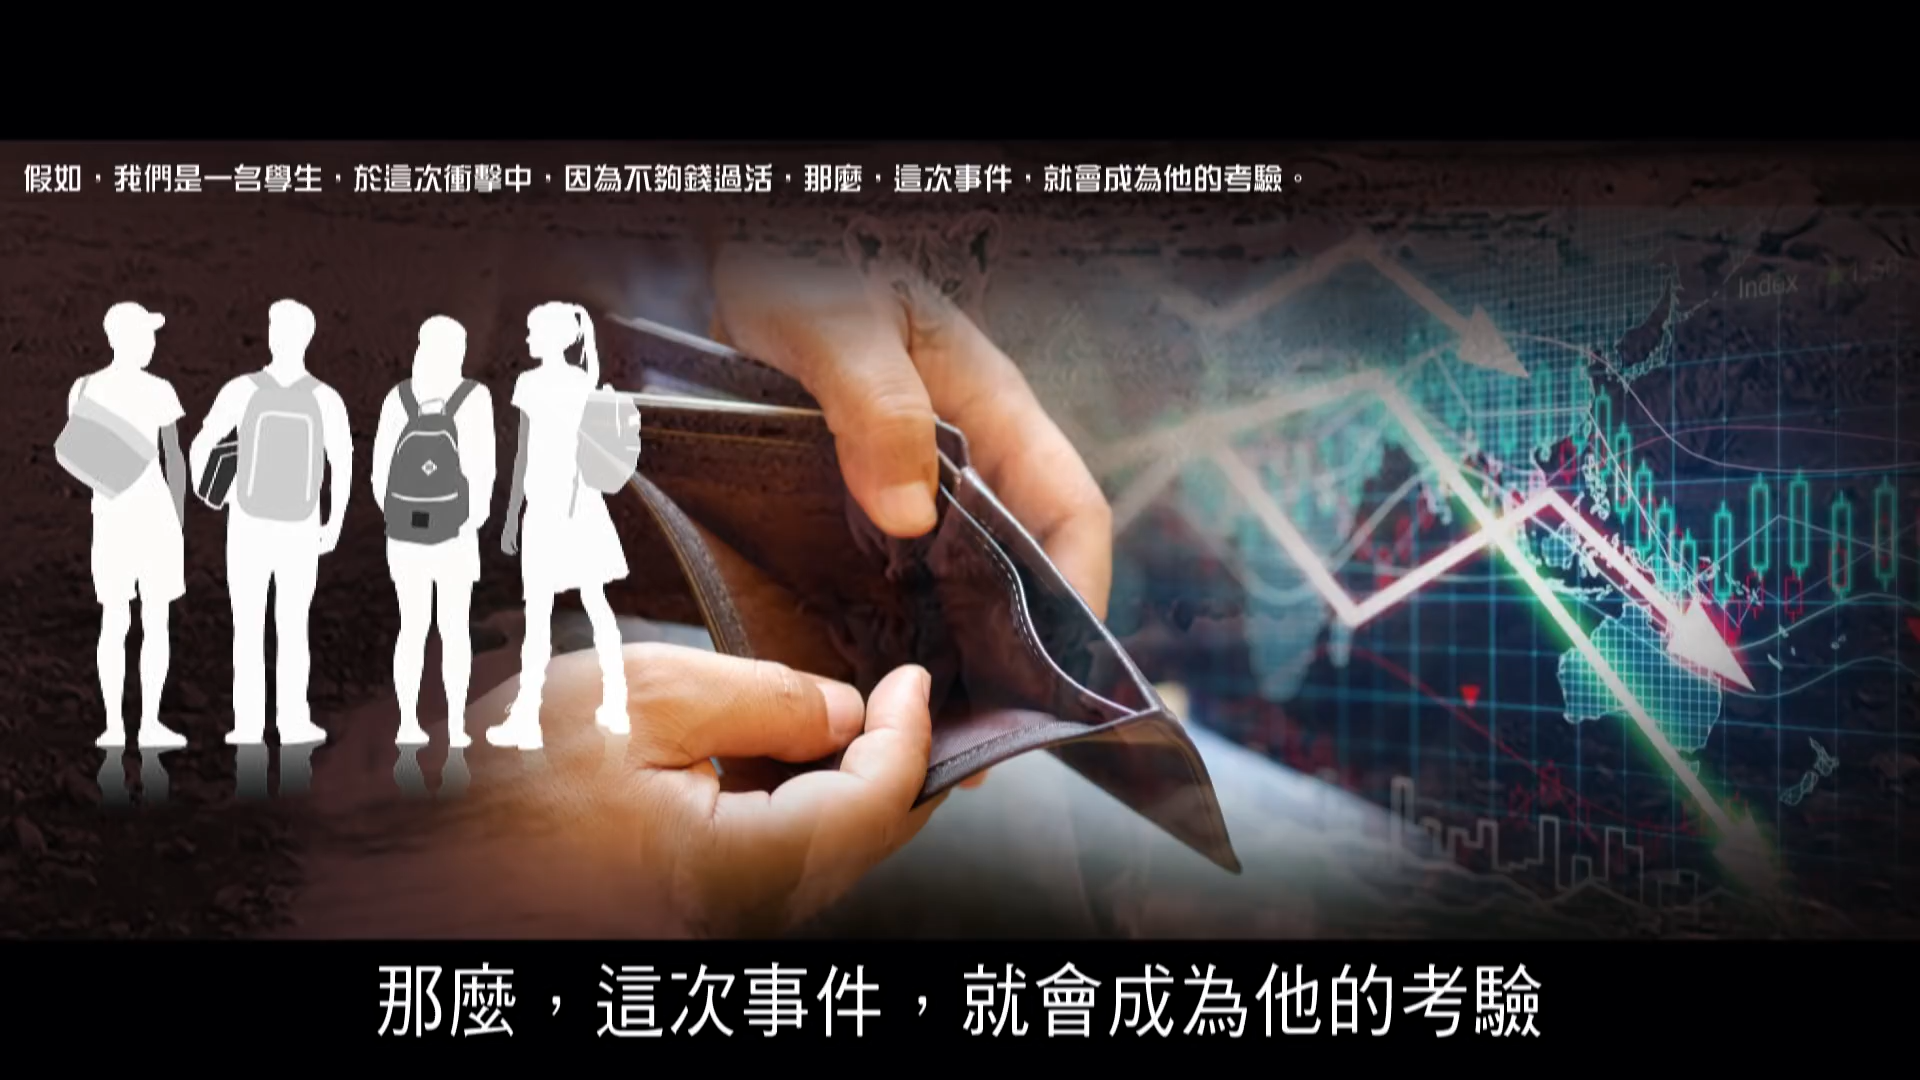 假如，我們是一名學生，於這次衝擊中，因為不夠錢過活，那麼，這次事件，就會成為他的考驗。
Index
那麼，這次事件，就會成為他的考驗